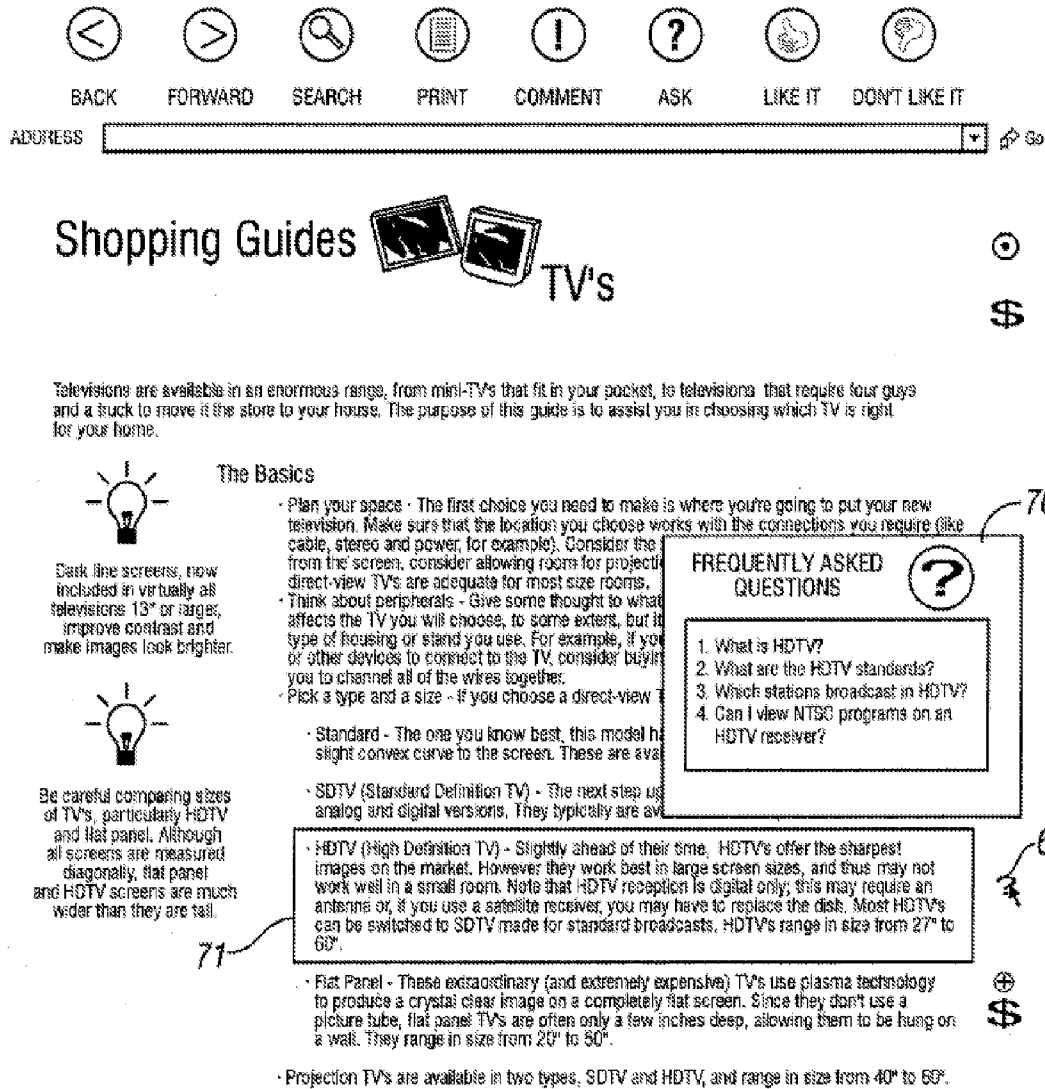 BACK FORWARD SEARCH PRINT COMMENT ASK LIKE IT DON'T LIKE IT
ADDRESS Go
Shopping Guides
TV's
$
Televisions are available in an enormous range, from mini-TV's that fit in your pocket, to televisions that require four guys
and a truck to move it the store to your house. The purpose of this guide is to assist you in choosing which TV is right
for your home.
The Basics
· Plan your space - The first choice you need to make is where you're going to put your new
television. Make sure that the location you choose works with the connections you require (like
cable, stereo and power, for example). Consider the
from the screen, consider allowing room for projecti
direct-view TV's are adequate for most size rooms.
· Think about peripherals - Give some thought to what
affects the TV you will choose, to some extent, but it
type of housing or stand you use. For example, if you
or other devices to connect to the TV, consider buyin
you to channel all of the wires together.
· Pick a type and a size - if you choose a direct-view
· Standard - The one you know best, this model ha
slight convex curve to the screen. These are ava
· SDTV (Standard Definition TV) - The next step up
analog and digital versions. They typically are av
Dark line screens, now
included in virtually all
televisions 13" or larger,
improve contrast and
make images look brighter.
Be careful comparing sizes
of TV's, particularly HDTV
and flat panel. Although
all screens are measured
diagonally, flat panel
and HDTV screens are much
wider than they are tall.
FREQUENTLY ASKED
QUESTIONS
?
1. What is HDTV?
2. What are the HDTV standards?
3. Which stations broadcast in HDTV?
4. Can I view NTSC programs on an
HDTV receiver?
· HDTV (High Definition TV) - Slightly ahead of their time, HDTV's offer the sharpest
images on the market. However they work best in large screen sizes, and thus may not
work well in a small room. Note that HDTV reception is digital only; this may require an
antenna or, if you use a satellite receiver, you may have to replace the dish. Most HDTV's
can be switched to SDTV made for standard broadcasts. HDTV's range in size from 27" to
60".
71
· Flat Panel - These extraordinary (and extremely expensive) TV's use plasma technology
to produce a crystal clear image on a completely flat screen. Since they don't use a
picture tube, flat panel TV's are often only a few inches deep, allowing them to be hung on
a wall. They range in size from 20" to 50".
$
· Projection TV's are available in two types, SDTV and HDTV, and range in size from 40" to 60".